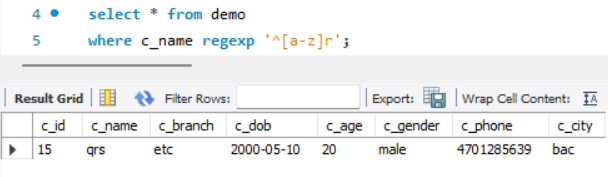 4 select * from demo
5 where c_name regexp '^[a-z]r';
Result Grid Filter Rows: Export: Wrap Cell Content: IA
c_id c_name c_branch c_dob c_age c_gender c_phone c_city
15 qrs etc 2000-05-10 20 male 4701285639 bac